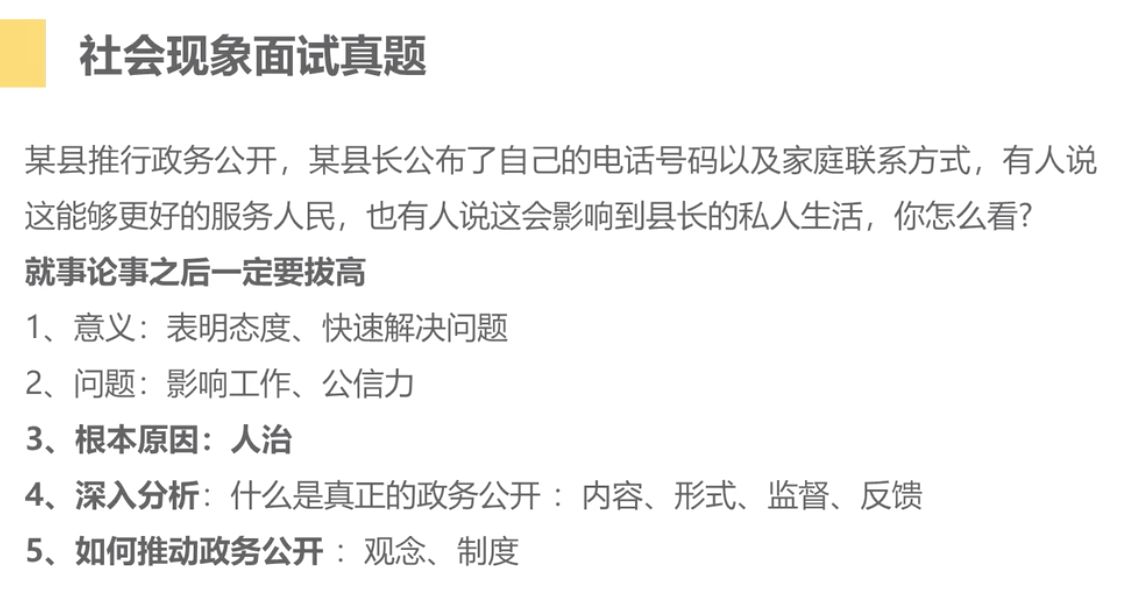 社会现象面试真题
某县推行政务公开，某县长公布了自己的电话号码以及家庭联系方式，有人说
这能够更好的服务人民，也有人说这会影响到县长的私人生活，你怎么看?
就事论事之后一定要拔高
1、意义：表明态度、快速解决问题
2、问题：影响工作、公信力
3、根本原因：人治
4、深入分析：什么是真正的政务公开 ：内容、形式、监督、反馈
5、如何推动政务公开 ：观念、制度